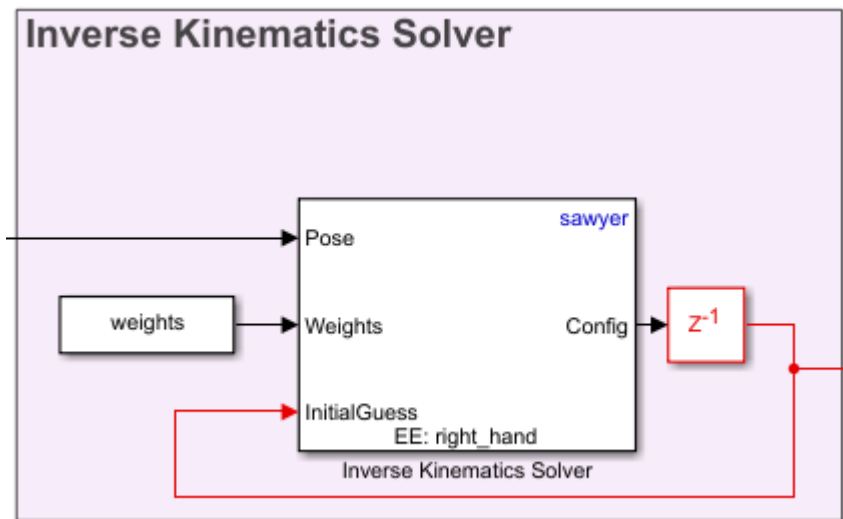 Inverse Kinematics Solver
sawyer
Pose
weights
Weights
Config
Z-1
InitialGuess
EE: right_hand
Inverse Kinematics Solver